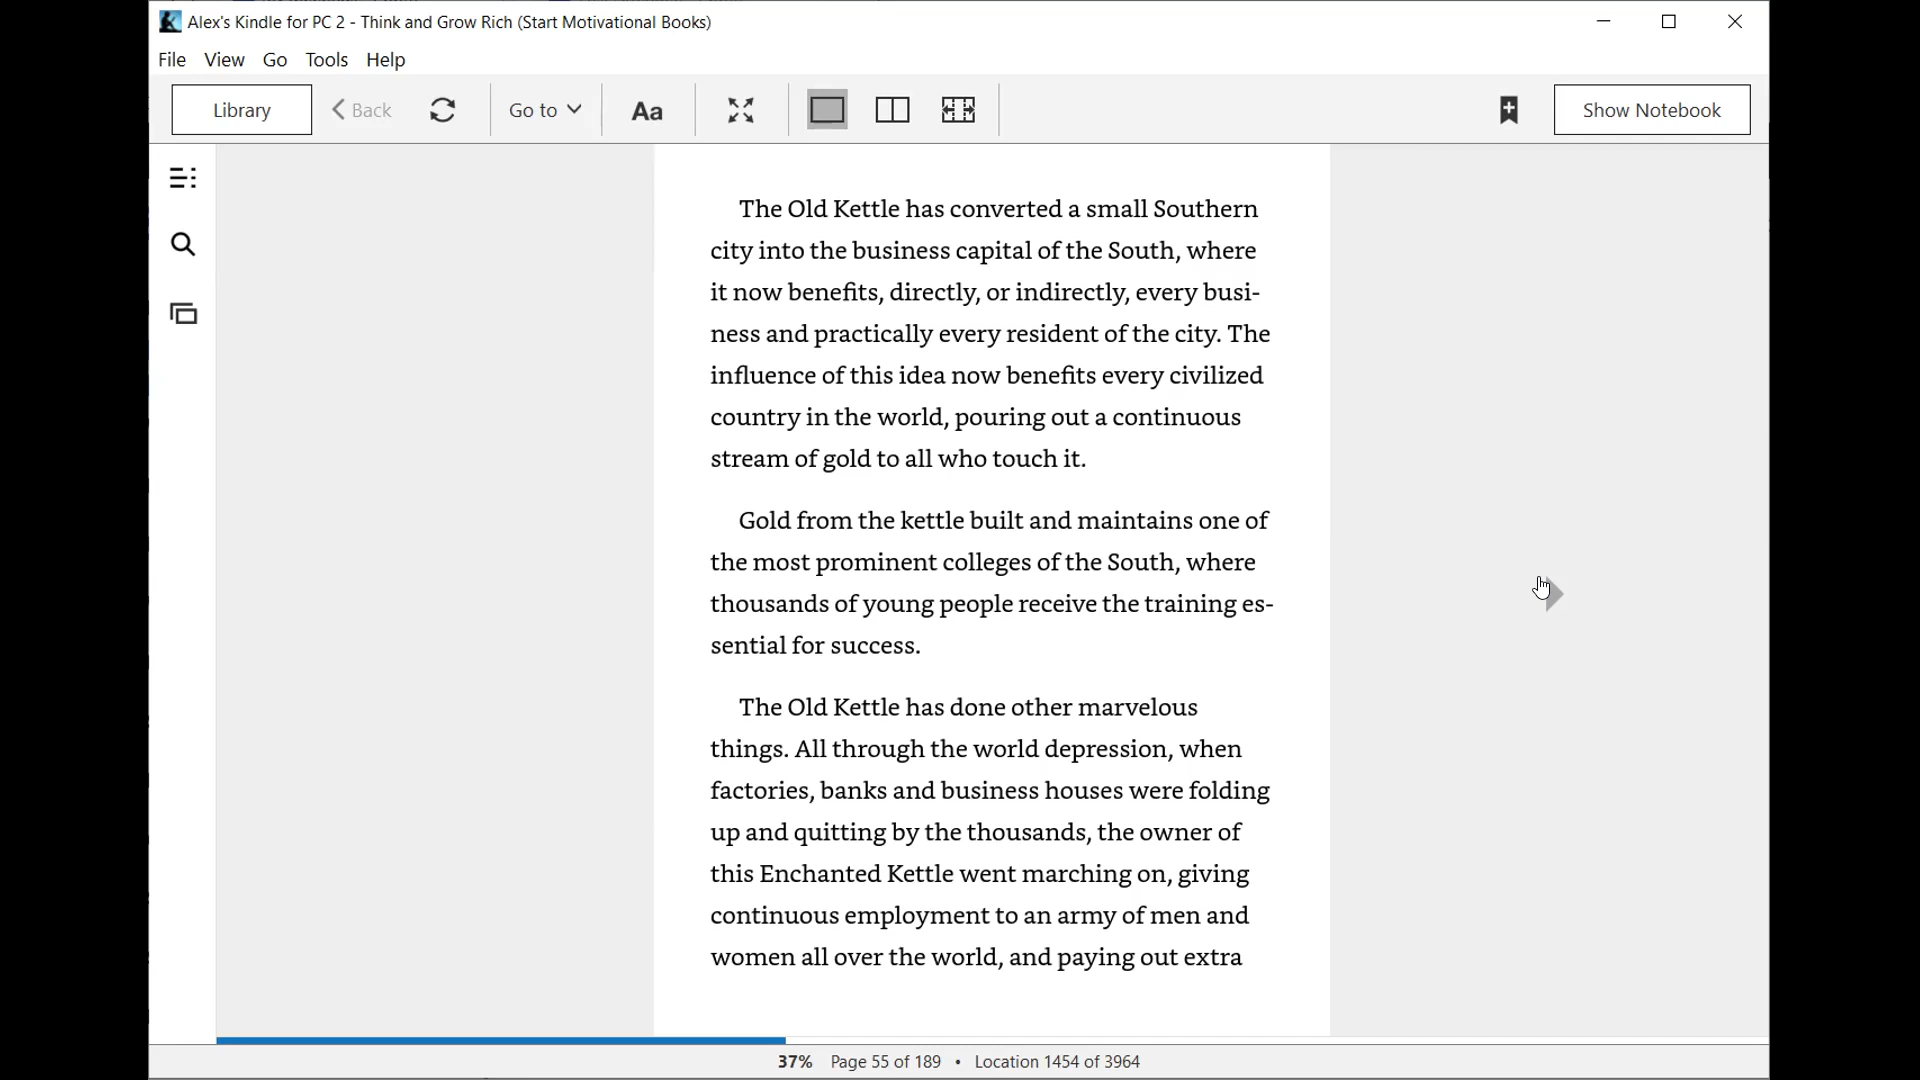 Alex's Kindle for PC 2 - Think and Grow Rich (Start Motivational Books)
File View Go Tools Help
Library Back Go to Aa Show Notebook
The Old Kettle has converted a small Southern
city into the business capital of the South, where
it now benefits, directly, or indirectly, every busi-
ness and practically every resident of the city. The
influence of this idea now benefits every civilized
country in the world, pouring out a continuous
stream of gold to all who touch it.
Gold from the kettle built and maintains one of
the most prominent colleges of the South, where
thousands of young people receive the training es-
sential for success.
The Old Kettle has done other marvelous
things. All through the world depression, when
factories, banks and business houses were folding
up and quitting by the thousands, the owner of
this Enchanted Kettle went marching on, giving
continuous employment to an army of men and
women all over the world, and paying out extra
37% Page 55 of 189 • Location 1454 of 3964